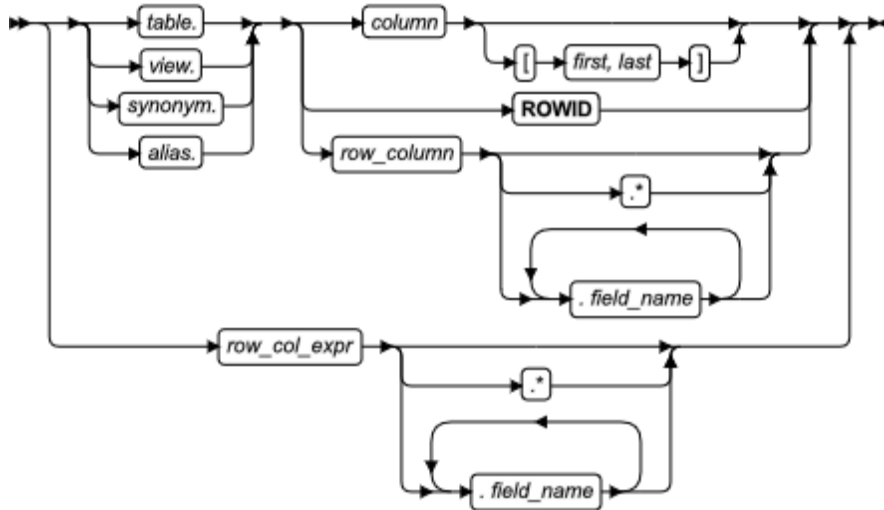 table. column
view. [ first, last ]
synonym. ROWID
alias. row_column
.*
. field_name
row_col_expr
.*
. field_name